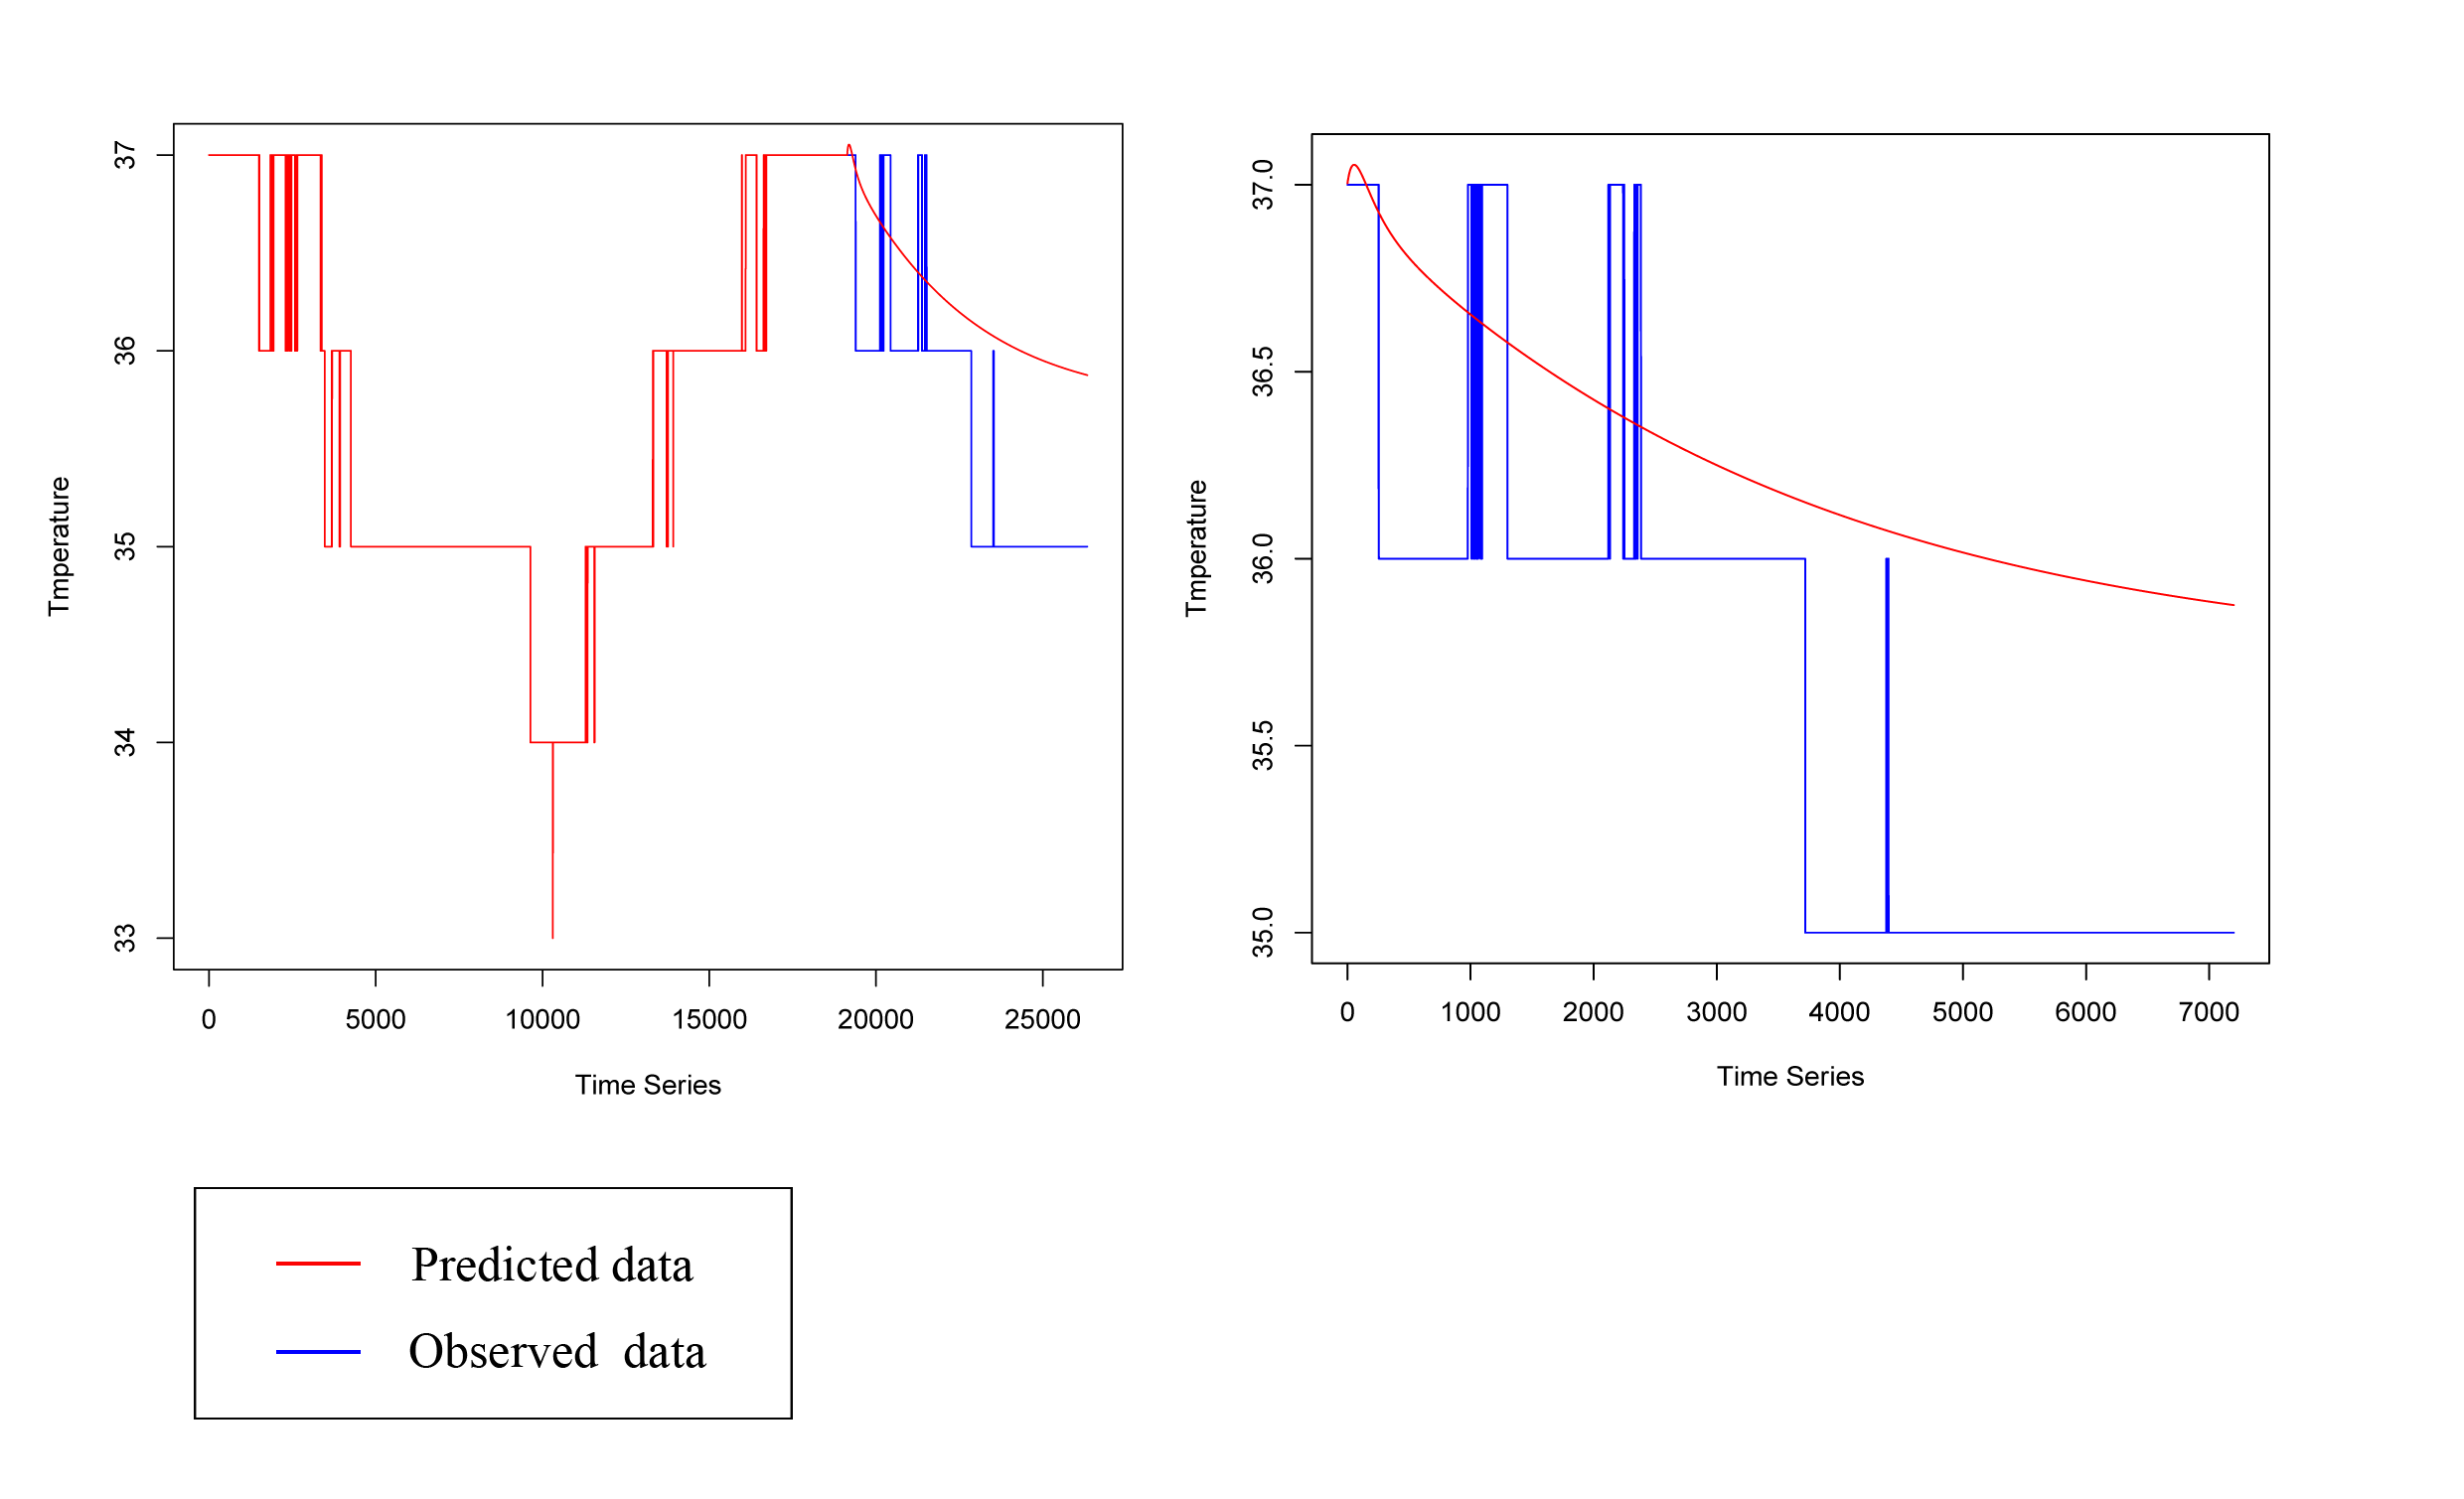 37
36
35
34
33
Tmperature
0 5000 10000 15000 20000 25000
Time Series
37.0
36.5
36.0
35.5
35.0
Tmperature
0 1000 2000 3000 4000 5000 6000 7000
Time Series
Predicted data
Observed data